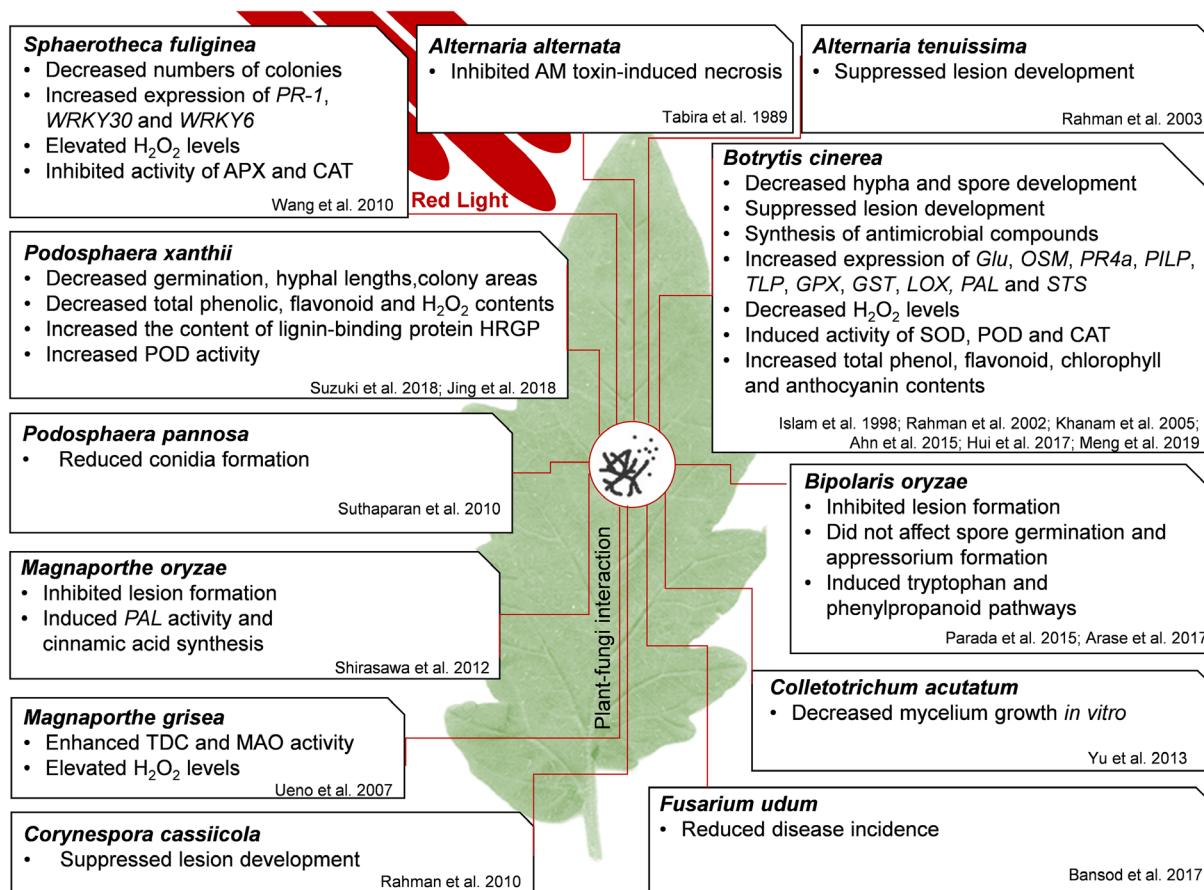 Sphaerotheca fuliginea
• Decreased numbers of colonies
• Increased expression of PR-1,
WRKY30 and WRKY6
• Elevated H₂O₂ levels
• Inhibited activity of APX and CAT
Wang et al. 2010
Alternaria alternata
• Inhibited AM toxin-induced necrosis
Tabira et al. 1989
Alternaria tenuissima
• Suppressed lesion development
Rahman et al. 2003
Red Light
Botrytis cinerea
• Decreased hypha and spore development
• Suppressed lesion development
• Synthesis of antimicrobial compounds
• Increased expression of Glu, OSM, PR4a, PILP,
TLP, GPX, GST, LOX, PAL and STS
• Decreased H₂O₂ levels
• Induced activity of SOD, POD and CAT
• Increased total phenol, flavonoid, chlorophyll
and anthocyanin contents
Islam et al. 1998; Rahman et al. 2002; Khanam et al. 2005;
Ahn et al. 2015; Hui et al. 2017; Meng et al. 2019
Podosphaera xanthii
• Decreased germination, hyphal lengths,colony areas
• Decreased total phenolic, flavonoid and H₂O₂ contents
• Increased the content of lignin-binding protein HRGP
• Increased POD activity
Suzuki et al. 2018; Jing et al. 2018
Podosphaera pannosa
• Reduced conidia formation
Suthaparan et al. 2010
Bipolaris oryzae
• Inhibited lesion formation
• Did not affect spore germination and
appressorium formation
• Induced tryptophan and
phenylpropanoid pathways
Parada et al. 2015; Arase et al. 2017
Magnaporthe oryzae
• Inhibited lesion formation
• Induced PAL activity and
cinnamic acid synthesis
Shirasawa et al. 2012
Plant-fungi interaction
Colletotrichum acutatum
• Decreased mycelium growth in vitro
Yu et al. 2013
Magnaporthe grisea
• Enhanced TDC and MAO activity
• Elevated H₂O₂ levels
Ueno et al. 2007
Fusarium udum
• Reduced disease incidence
Bansod et al. 2017
Corynespora cassiicola
• Suppressed lesion development
Rahman et al. 2010